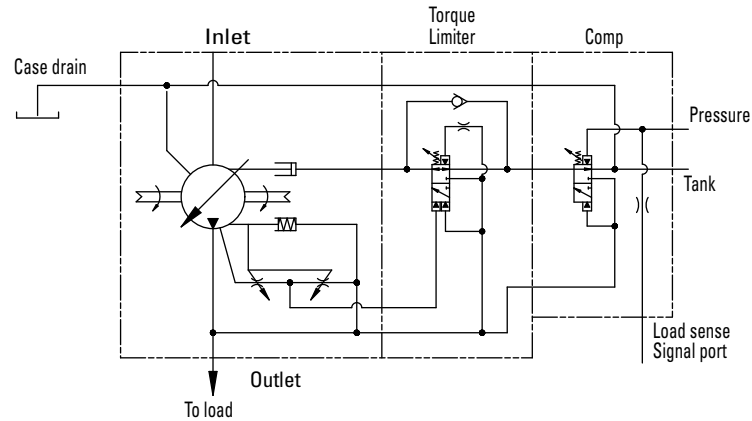 Torque
Limiter
Inlet
Comp
Case drain
Pressure
Tank
Load sense
Signal port
Outlet
To load